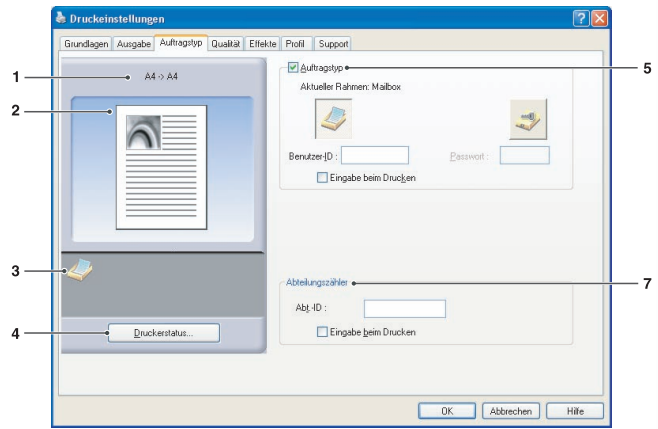 Druckeinstellungen
Grundlagen Ausgabe Auftragstyp Qualität Effekte Profil Support
1
A4 -> A4
2
3
4
Druckerstatus...
Auftragstyp
5
Aktueller Rahmen: Mailbox
Benutzer-ID :
Passwort :
Eingabe beim Drucken
Abteilungszähler
7
Abt.-ID :
Eingabe beim Drucken
OK Abbrechen Hilfe